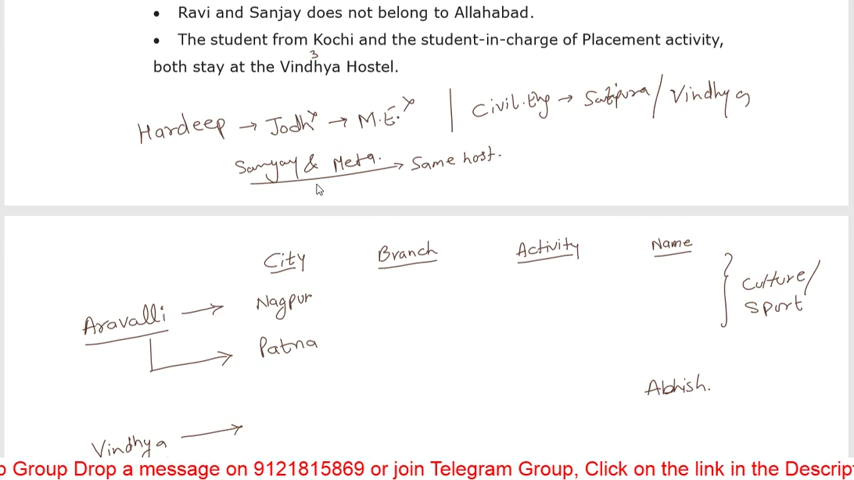 • Ravi and Sanjay does not belong to Allahabad.
• The student from Kochi and the student-in-charge of Placement activity,
3
both stay at the Vindhya Hostel.
Hardeep → Jodh x → M.E. x | Civil. Eng → Satpura / Vindhya
Sanjay & Meta. → Same host.
City Branch Activity Name
Aravalli → Nagpur } Culture/
Sport
→ Patna
Abhish.
Vindhya →
p Group Drop a message on 9121815869 or join Telegram Group, Click on the link in the Descrip